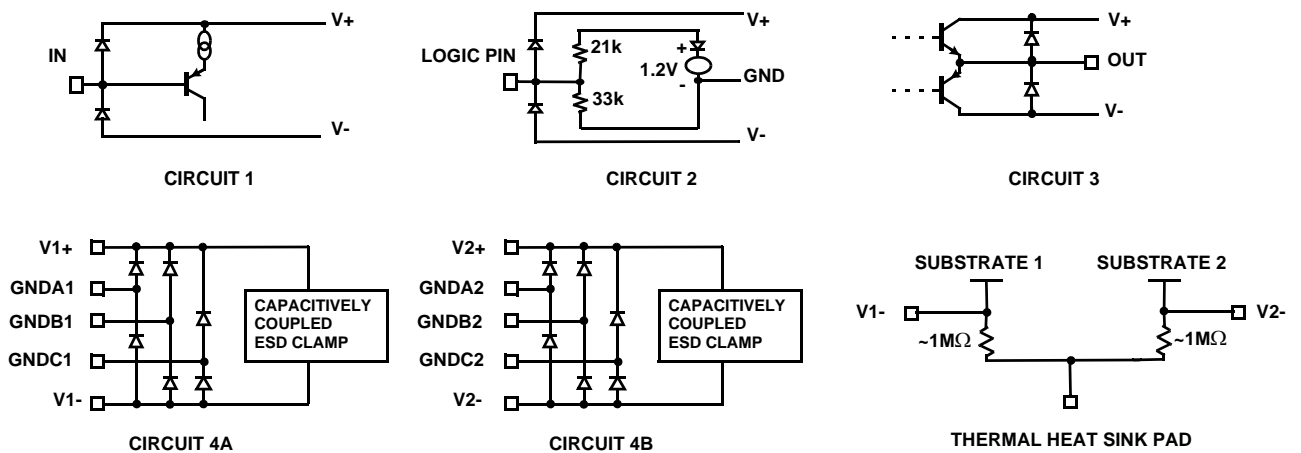 V+
IN
V-
CIRCUIT 1
V+
LOGIC PIN
21k
33k
+
1.2V
-
GND
V-
CIRCUIT 2
V+
OUT
V-
CIRCUIT 3
V1+
GNDA1
GNDB1
GNDC1
V1-
CAPACITIVELY
COUPLED
ESD CLAMP
CIRCUIT 4A
V2+
GNDA2
GNDB2
GNDC2
V2-
CAPACITIVELY
COUPLED
ESD CLAMP
CIRCUIT 4B
SUBSTRATE 1
SUBSTRATE 2
V1-
~1MΩ
~1MΩ
V2-
THERMAL HEAT SINK PAD